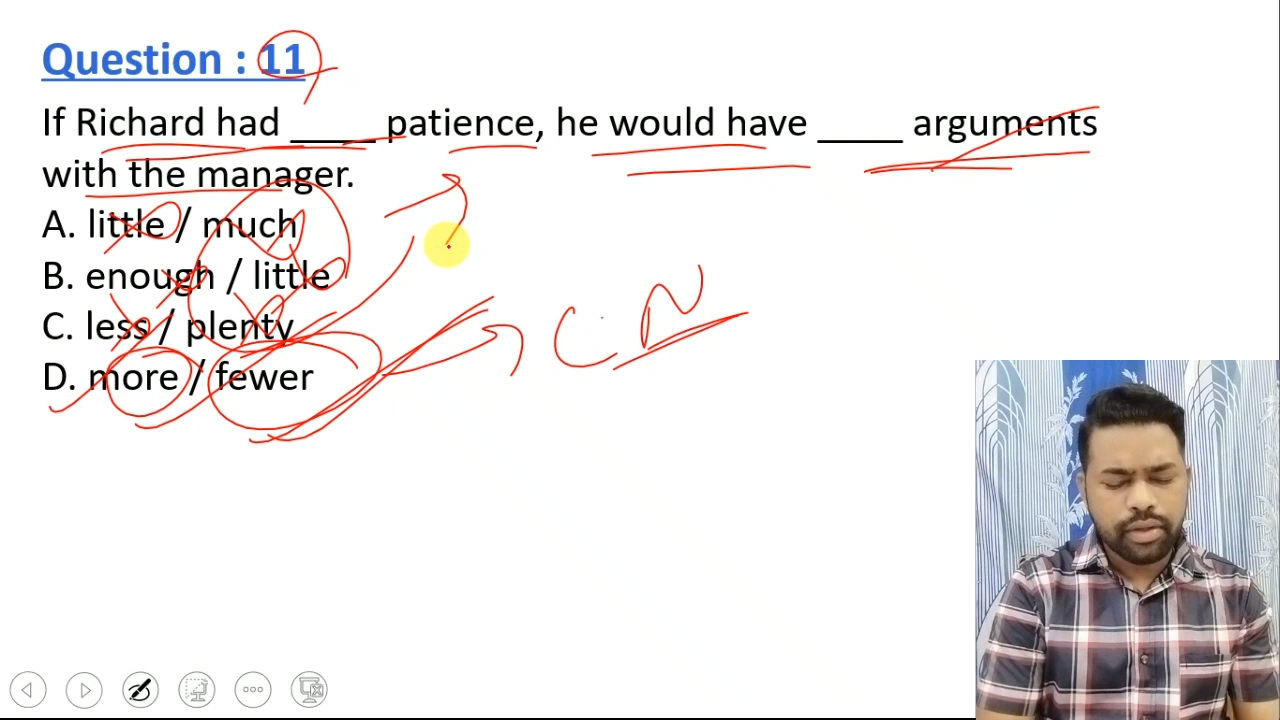 Question : 11
If Richard had ____ patience, he would have ____ arguments
with the manager.
A. little / much
B. enough / little
C. less / plenty
D. more / fewer
C N